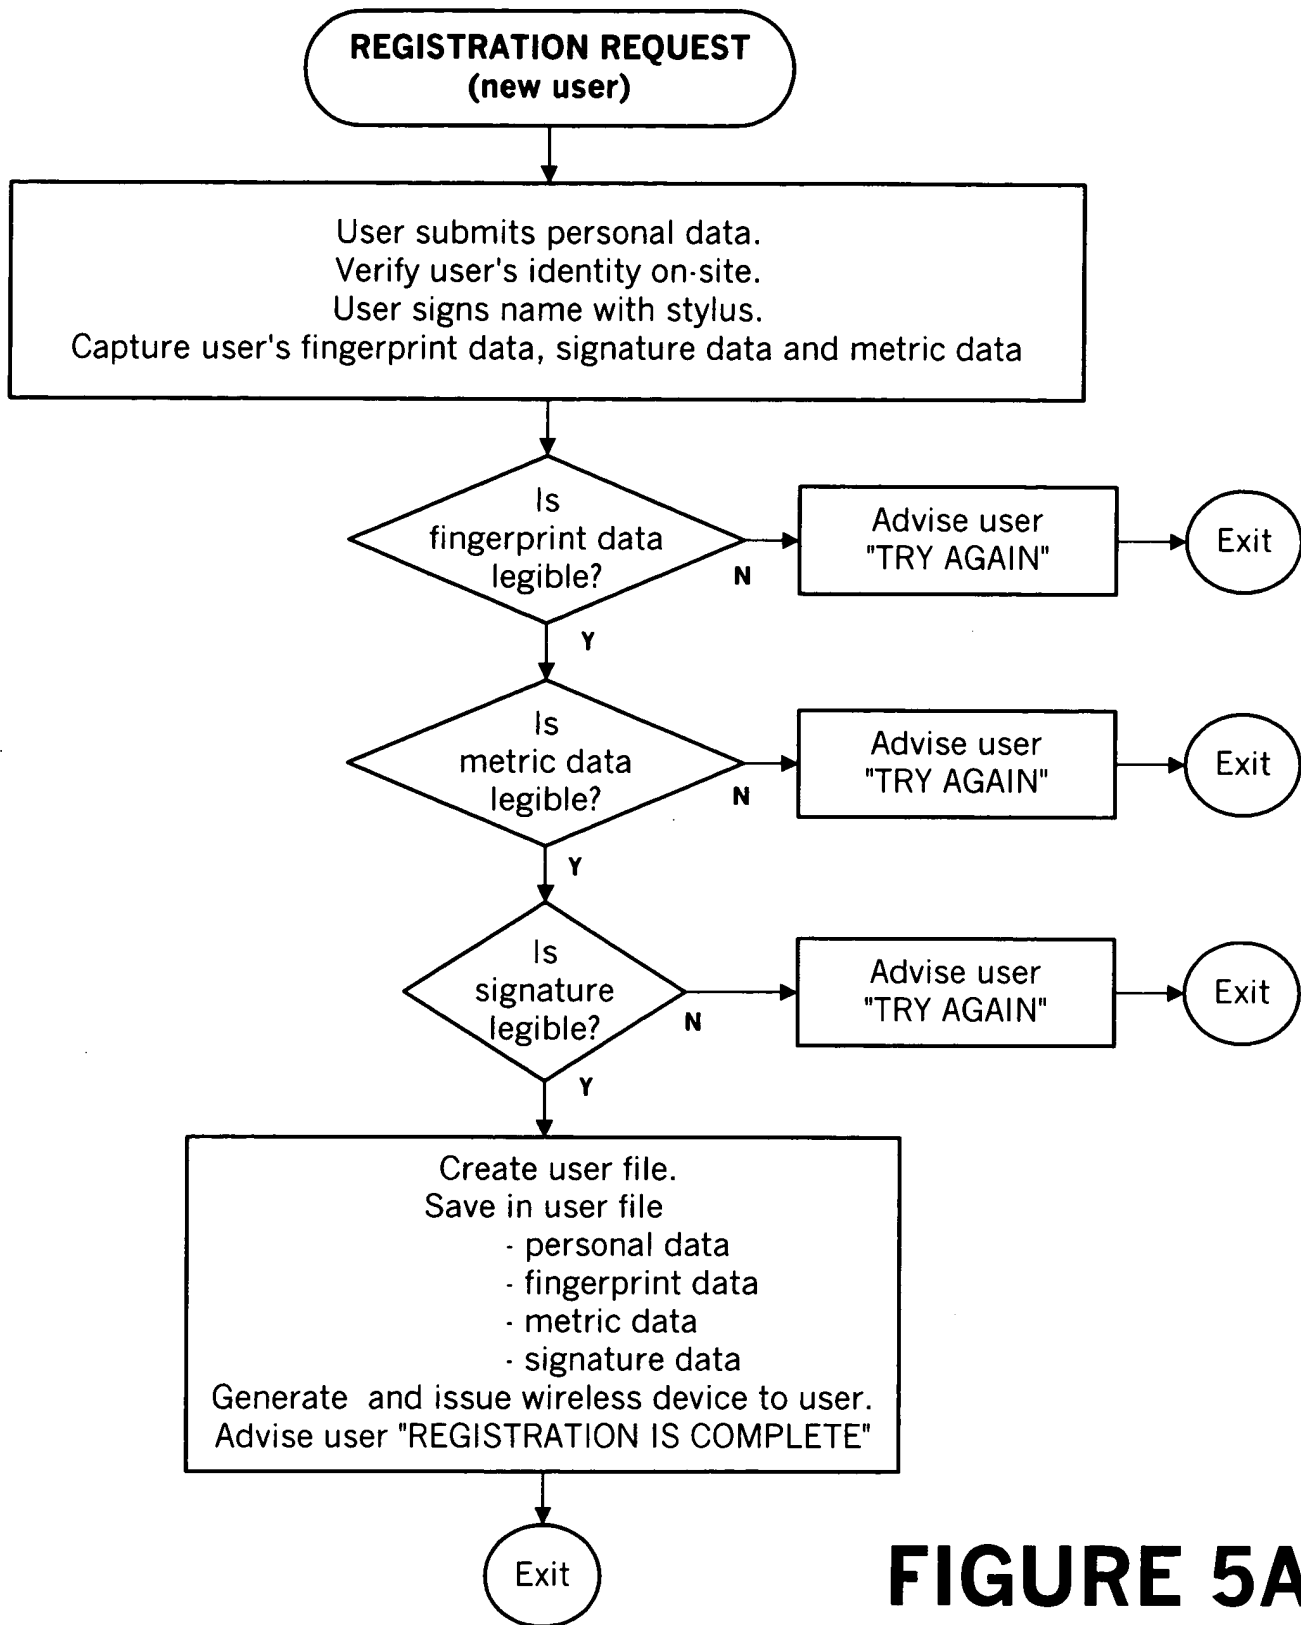 REGISTRATION REQUEST
(new user)
User submits personal data.
Verify user's identity on-site.
User signs name with stylus.
Capture user's fingerprint data, signature data and metric data
Is
fingerprint data
legible?
N
Advise user
"TRY AGAIN"
Exit
Y
Is
metric data
legible?
N
Advise user
"TRY AGAIN"
Exit
Y
Is
signature
legible?
N
Advise user
"TRY AGAIN"
Exit
Y
Create user file.
Save in user file
- personal data
- fingerprint data
- metric data
- signature data
Generate and issue wireless device to user.
Advise user "REGISTRATION IS COMPLETE"
Exit
FIGURE 5A